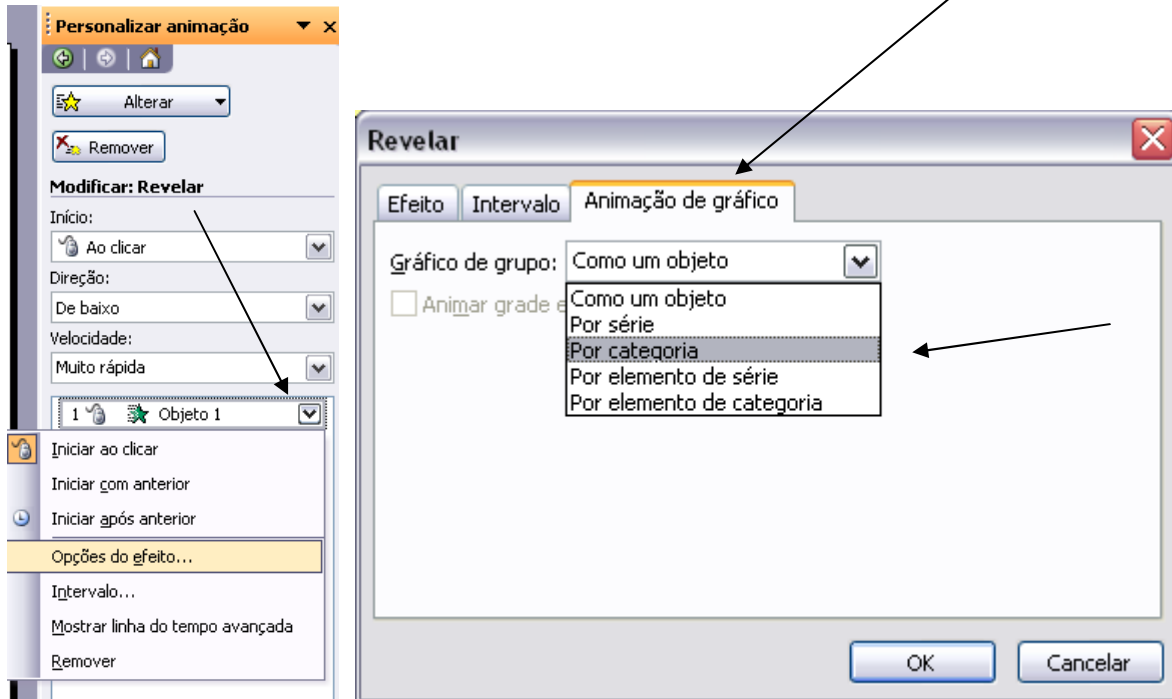 Personalizar animação
Alterar
Remover
Modificar: Revelar
Início:
Ao clicar
Direção:
De baixo
Velocidade:
Muito rápida
1 Objeto 1
Iniciar ao clicar
Iniciar com anterior
Iniciar após anterior
Opções do efeito...
Intervalo...
Mostrar linha do tempo avançada
Remover
Revelar
Efeito Intervalo Animação de gráfico
Gráfico de grupo: Como um objeto
Animar grade e
Como um objeto
Por série
Por categoria
Por elemento de série
Por elemento de categoria
OK Cancelar